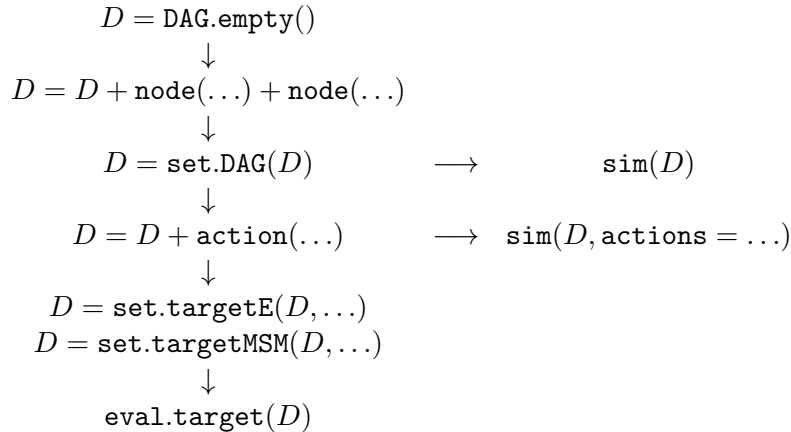 D = DAG.empty()
↓
D = D + node(...) + node(...)
↓
D = set.DAG(D) ⟶ sim(D)
↓
D = D + action(...) ⟶ sim(D, actions = ...)
↓
D = set.targetE(D, ...)
D = set.targetMSM(D, ...)
↓
eval.target(D)